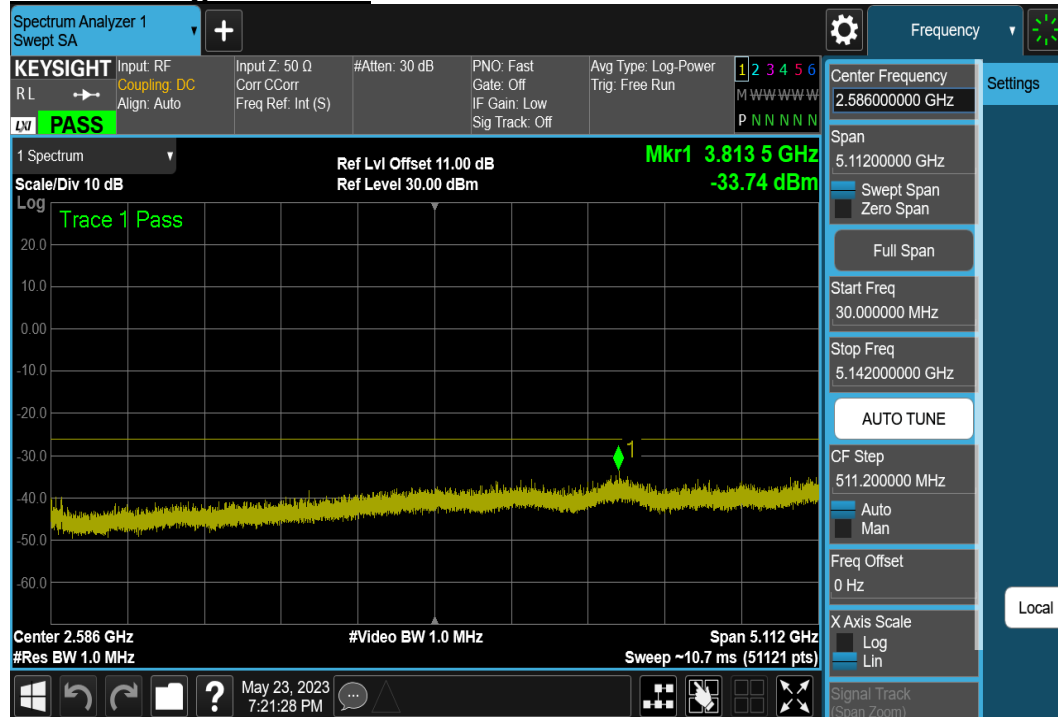 Spectrum Analyzer 1
Swept SA
+
Frequency
KEYSIGHT
R L
LXI PASS
Input: RF
Coupling: DC
Align: Auto
Input Z: 50 Ω
Corr CCorr
Freq Ref: Int (S)
#Atten: 30 dB
PNO: Fast
Gate: Off
IF Gain: Low
Sig Track: Off
Avg Type: Log-Power
Trig: Free Run
1 2 3 4 5 6
M W W W W W
P N N N N N
1 Spectrum
Scale/Div 10 dB
Ref Lvl Offset 11.00 dB
Ref Level 30.00 dBm
Mkr1 3.813 5 GHz
-33.74 dBm
Log
Trace 1 Pass
20.0
10.0
0.00
-10.0
-20.0
-30.0
-40.0
-50.0
-60.0
1
Center 2.586 GHz
#Video BW 1.0 MHz
Span 5.112 GHz
#Res BW 1.0 MHz
Sweep ~10.7 ms (51121 pts)
May 23, 2023
7:21:28 PM
?
Center Frequency
2.586000000 GHz
Settings
Span
5.11200000 GHz
Swept Span
Zero Span
Full Span
Start Freq
30.000000 MHz
Stop Freq
5.142000000 GHz
AUTO TUNE
CF Step
511.200000 MHz
Auto
Man
Freq Offset
0 Hz
Local
X Axis Scale
Log
Lin
Signal Track
(Span Zoom)